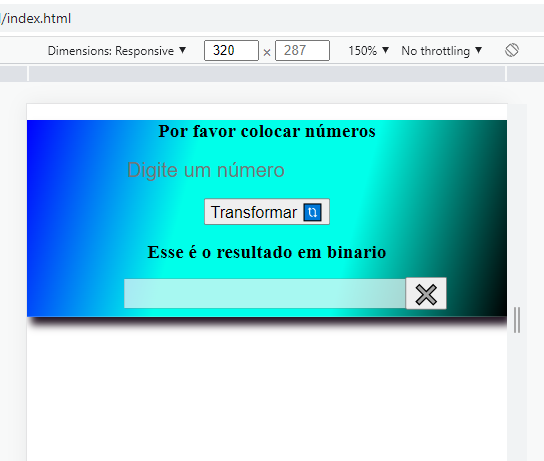 /index.html
Dimensions: Responsive ▼ 320 × 287 150% ▼ No throttling ▼
Por favor colocar números
Digite um número
Transformar
Esse é o resultado em binario